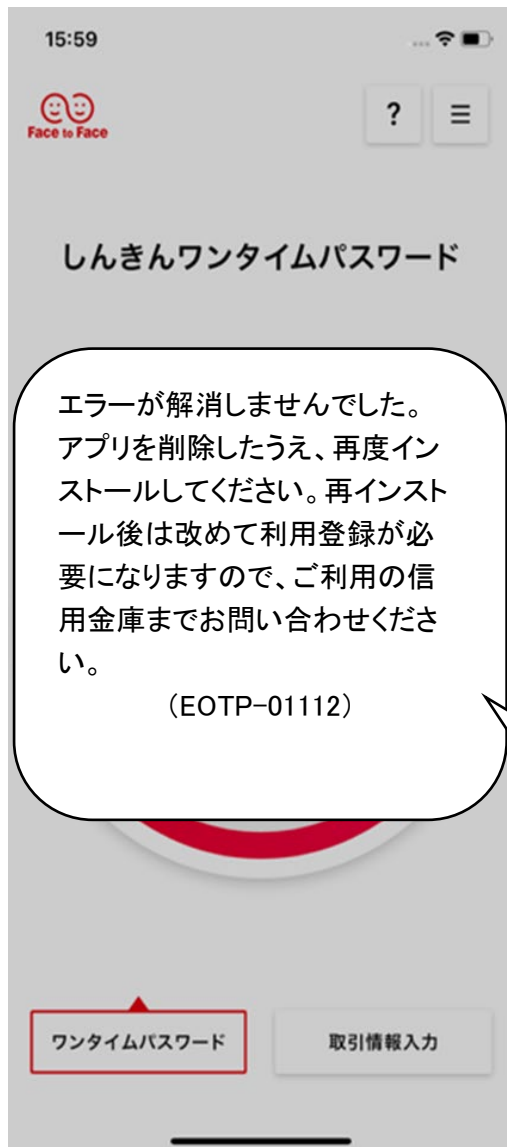 15:59
Face to Face
?
しんきんワンタイムパスワード
エラーが解消しませんでした。
アプリを削除したうえ、再度イン
ストールしてください。再インスト
ール後は改めて利用登録が必
要になりますので、ご利用の信
用金庫までお問い合わせくださ
い。
(EOTP-01112)
ワンタイムパスワード
取引情報入力